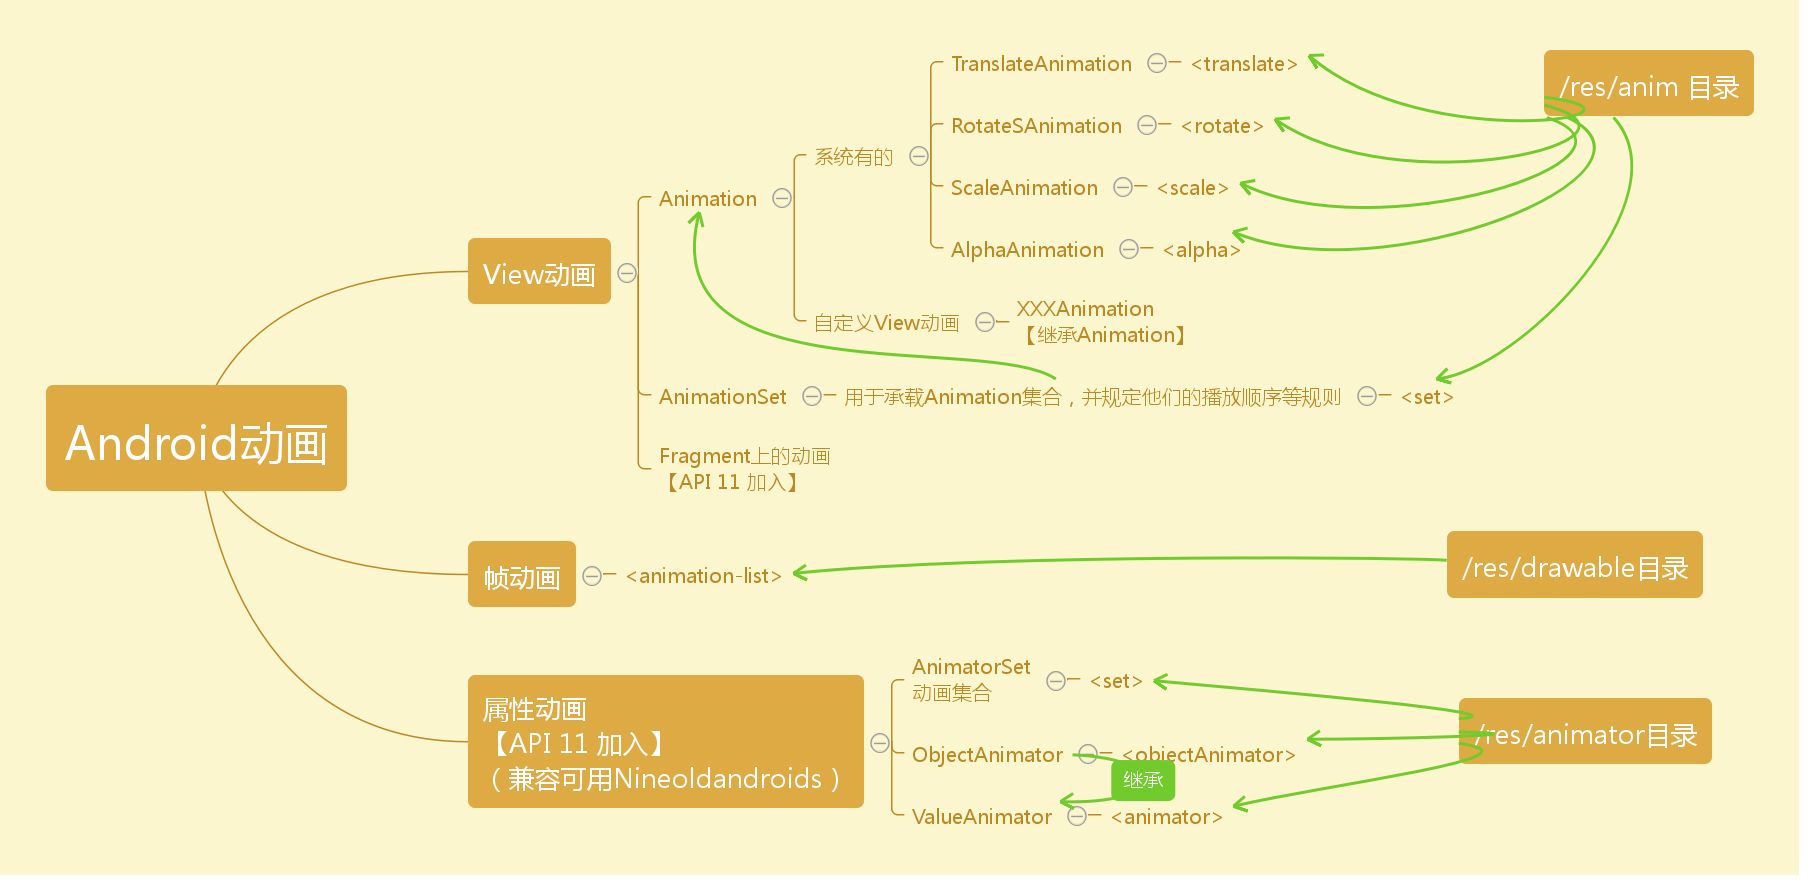 Android动画
View动画
Animation
系统有的
TranslateAnimation
<translate>
RotateSAnimation
<rotate>
ScaleAnimation
<scale>
AlphaAnimation
<alpha>
自定义View动画
XXXAnimation
【继承Animation】
AnimationSet
用于承载Animation集合，并规定他们的播放顺序等规则
<set>
Fragment上的动画
【API 11 加入】
/res/anim 目录
帧动画
<animation-list>
/res/drawable目录
属性动画
【API 11 加入】
（兼容可用Nineoldandroids）
AnimatorSet
动画集合
<set>
ObjectAnimator
<objectAnimator>
继承
ValueAnimator
<animator>
/res/animator目录